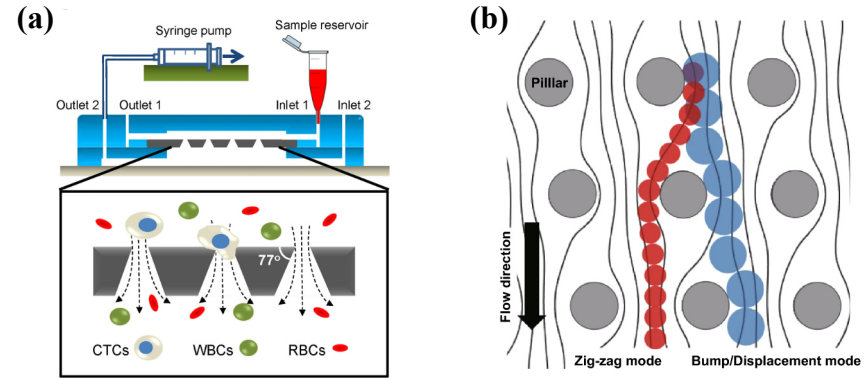 (a)
Syringe pump
Sample reservoir
Outlet 2
Outlet 1
Inlet 1
Inlet 2
77°
CTCs
WBCs
RBCs
(b)
Pilllar
Flow direction
Zig-zag mode
Bump/Displacement mode